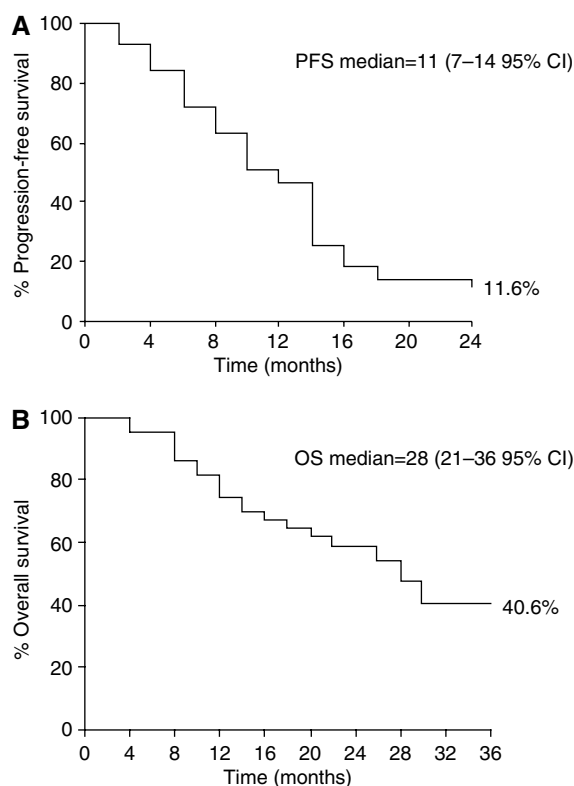 A
PFS median=11 (7–14 95% CI)
% Progression-free survival
100
80
60
40
20
0
11.6%
0 4 8 12 16 20 24
Time (months)
B
OS median=28 (21–36 95% CI)
% Overall survival
100
80
60
40
20
0
40.6%
0 4 8 12 16 20 24 28 32 36
Time (months)